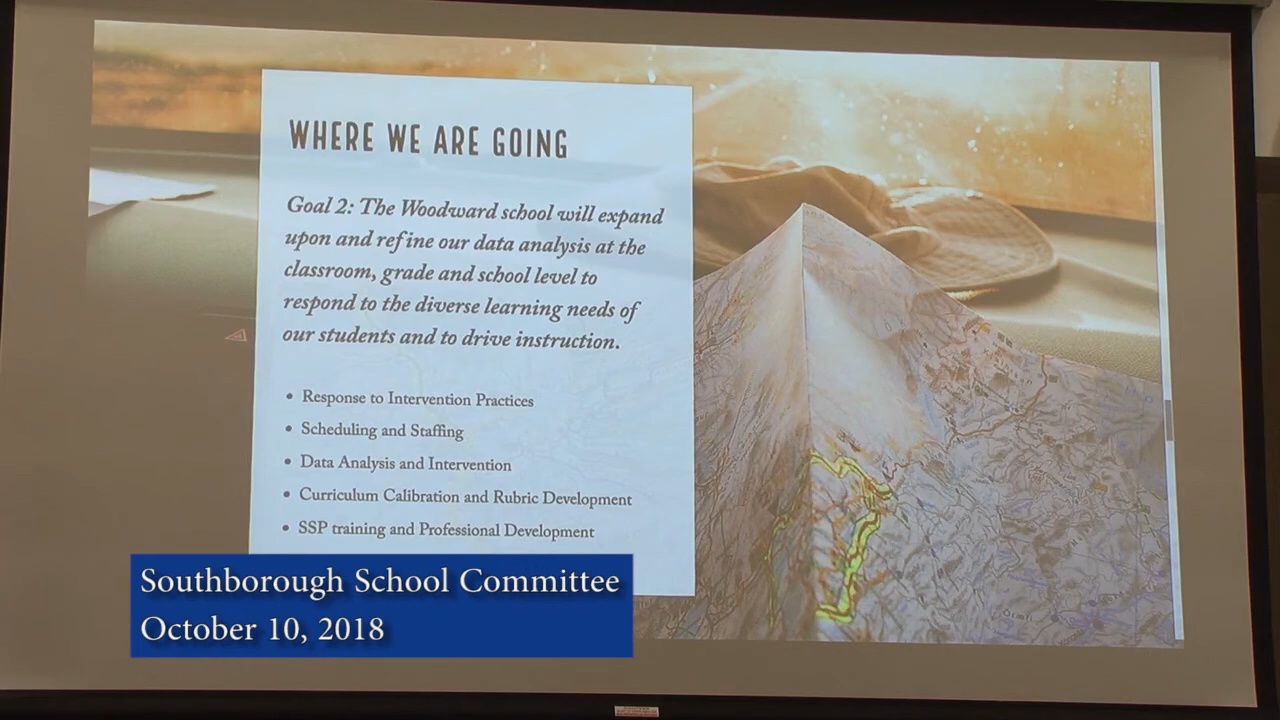 WHERE WE ARE GOING
Goal 2: The Woodward school will expand
upon and refine our data analysis at the
classroom, grade and school level to
respond to the diverse learning needs of
our students and to drive instruction.
• Response to Intervention Practices
• Scheduling and Staffing
• Data Analysis and Intervention
• Curriculum Calibration and Rubric Development
• SSP training and Professional Development
Southborough School Committee
October 10, 2018